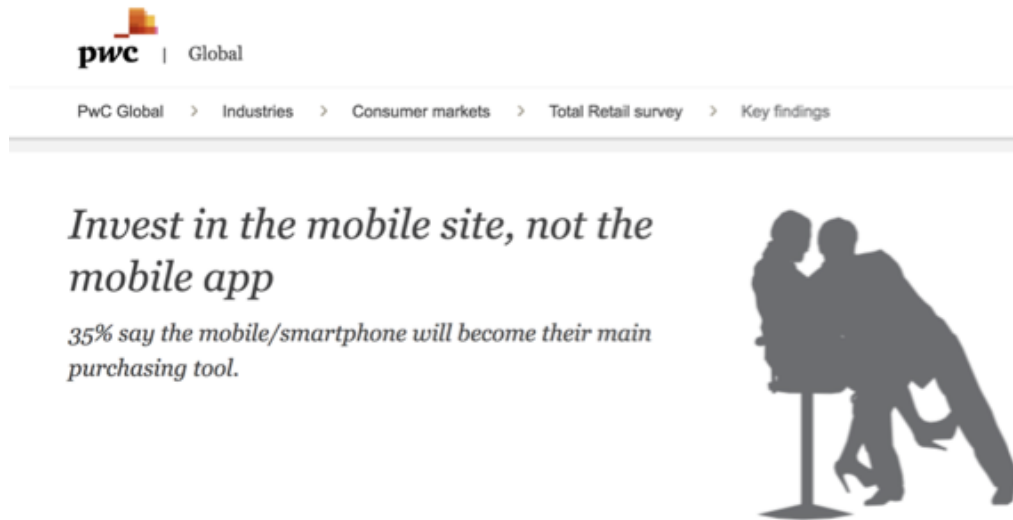 pwc | Global
PwC Global > Industries > Consumer markets > Total Retail survey > Key findings
Invest in the mobile site, not the
mobile app
35% say the mobile/smartphone will become their main
purchasing tool.